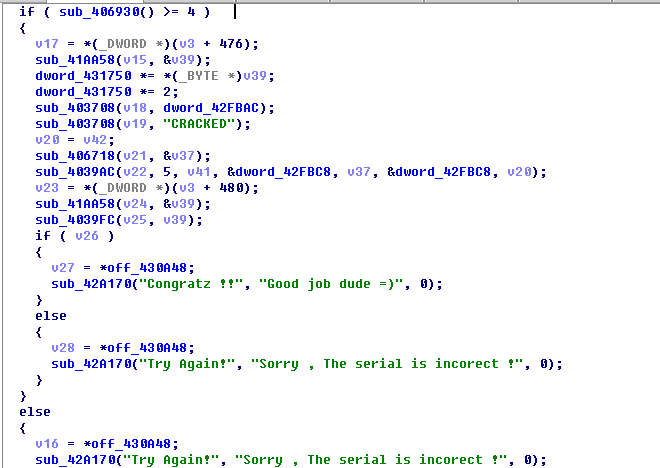 if ( sub_406930() >= 4 )
{
v17 = *(_DWORD *)(v3 + 476);
sub_41AA58(v15, &v39);
dword_431750 *= *(_BYTE *)v39;
dword_431750 *= 2;
sub_403708(v18, dword_42FBAC);
sub_403708(v19, "CRACKED");
v20 = v42;
sub_406718(v21, &v37);
sub_4039AC(v22, 5, v41, &dword_42FBC8, v37, &dword_42FBC8, v20);
v23 = *(_DWORD *)(v3 + 480);
sub_41AA58(v24, &v39);
sub_4039FC(v25, v39);
if ( v26 )
{
v27 = *off_430A48;
sub_42A170("Congratz !!", "Good job dude =)", 0);
}
else
{
v28 = *off_430A48;
sub_42A170("Try Again!", "Sorry , The serial is incorect !", 0);
}
}
else
{
v16 = *off_430A48;
sub_42A170("Try Again!", "Sorry , The serial is incorect !", 0);